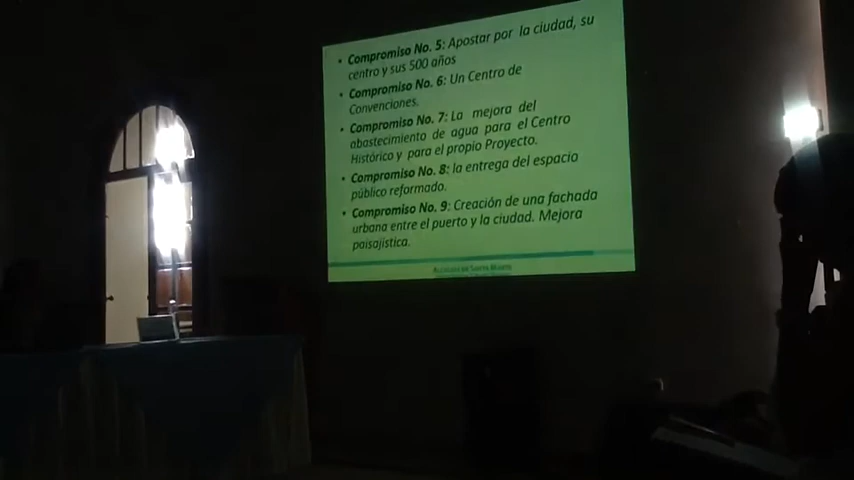 • Compromiso No. 5: Apostar por la ciudad, su
centro y sus 500 años
• Compromiso No. 6: Un Centro de
Convenciones.
• Compromiso No. 7: La mejora del
abastecimiento de agua para el Centro
Histórico y para el propio Proyecto.
• Compromiso No. 8: la entrega del espacio
público reformado.
• Compromiso No. 9: Creación de una fachada
urbana entre el puerto y la ciudad. Mejora
paisajística.